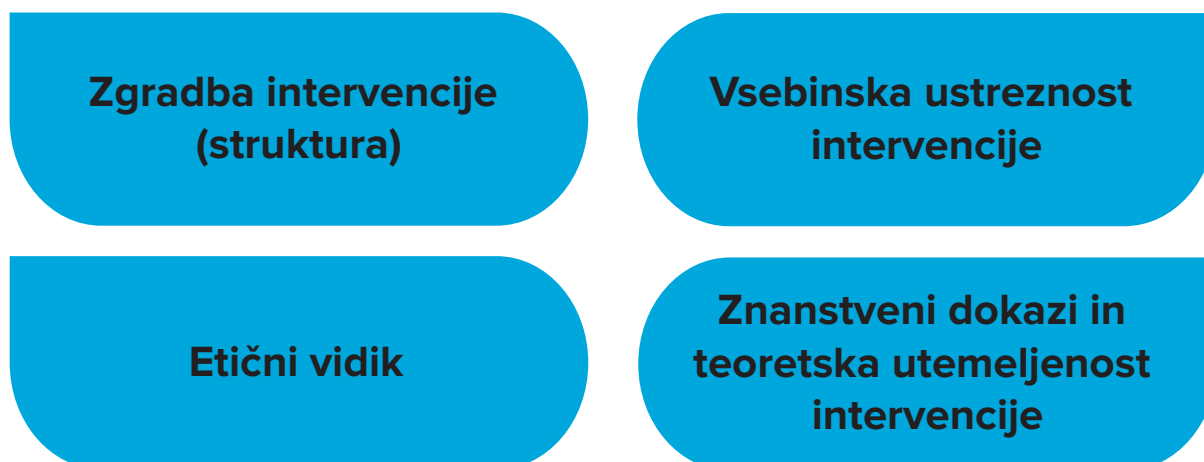 Zgradba intervencije
(struktura)
Vsebinska ustreznost
intervencije
Etični vidik
Znanstveni dokazi in
teoretska utemeljenost
intervencije